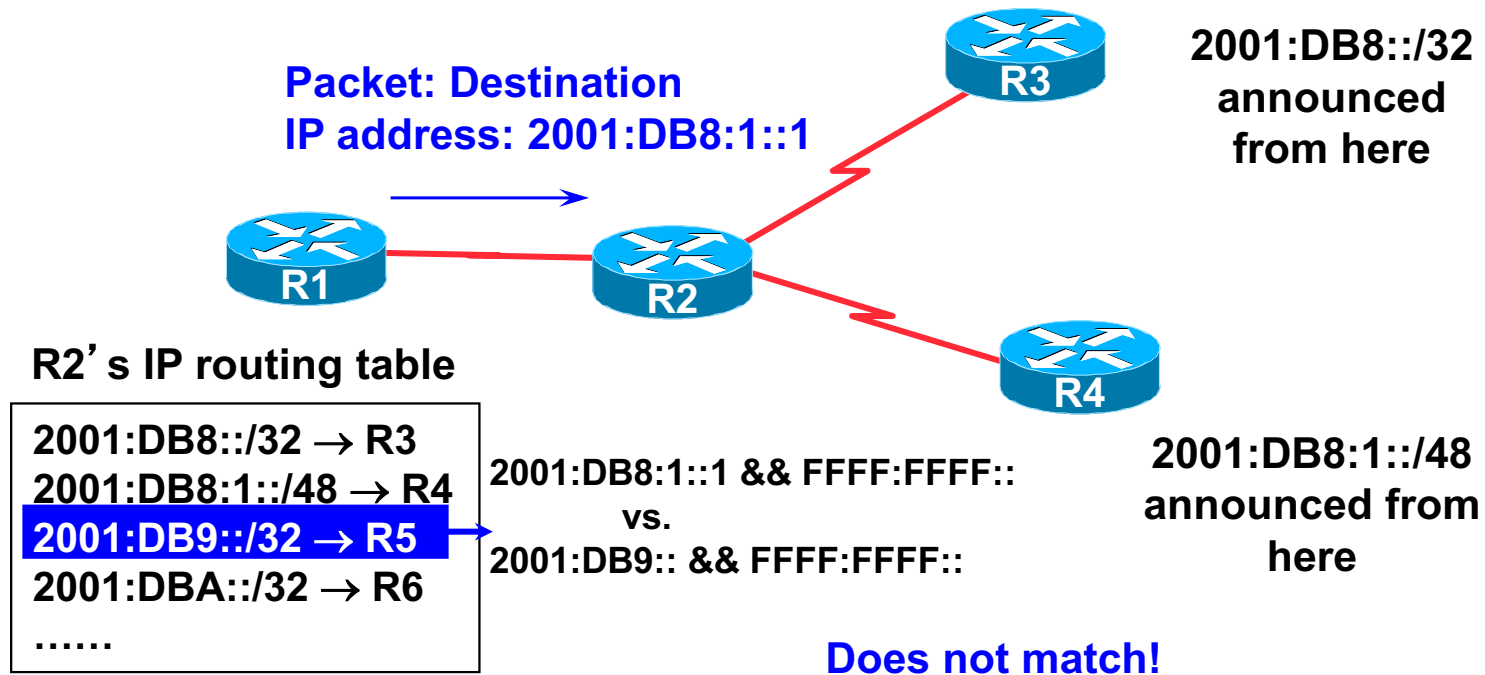 Packet: Destination
IP address: 2001:DB8:1::1
R3
2001:DB8::/32
announced
from here
R1
R2
R4
2001:DB8:1::/48
announced from
here
R2’s IP routing table
2001:DB8::/32 → R3
2001:DB8:1::/48 → R4
2001:DB9::/32 → R5
2001:DBA::/32 → R6
......
2001:DB8:1::1 && FFFF:FFFF::
vs.
2001:DB9:: && FFFF:FFFF::
Does not match!